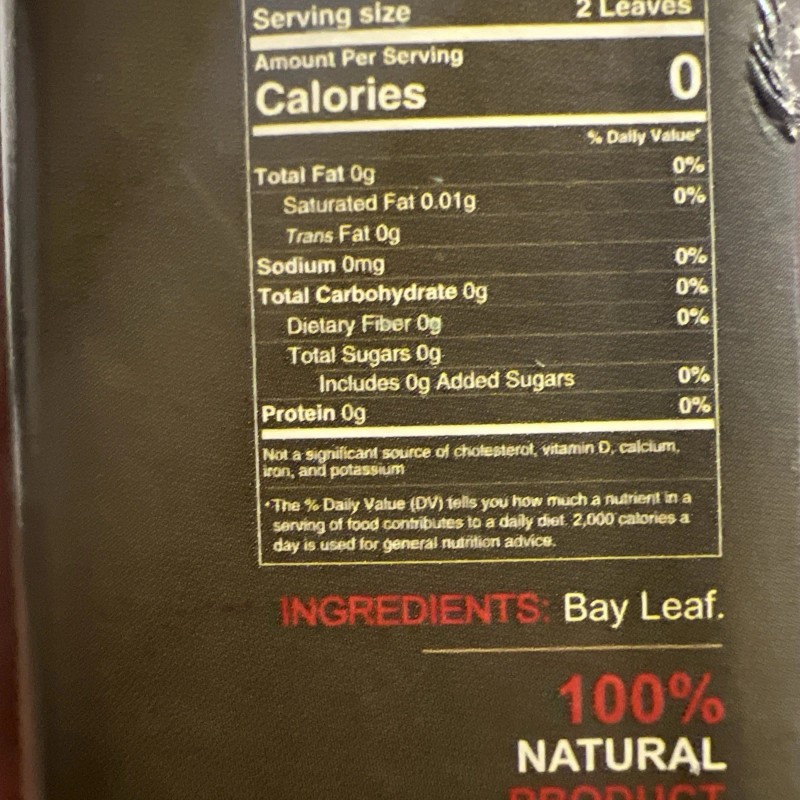 Serving size 2 Leaves
Amount Per Serving
Calories 0
% Daily Value*
Total Fat 0g 0%
Saturated Fat 0.01g 0%
Trans Fat 0g
Sodium 0mg 0%
Total Carbohydrate 0g 0%
Dietary Fiber 0g 0%
Total Sugars 0g
Includes 0g Added Sugars 0%
Protein 0g 0%
Not a significant source of cholesterol, vitamin D, calcium,
iron, and potassium
*The % Daily Value (DV) tells you how much a nutrient in a
serving of food contributes to a daily diet. 2,000 calories a
day is used for general nutrition advice.
INGREDIENTS: Bay Leaf.
100%
NATURAL
PRODUCT